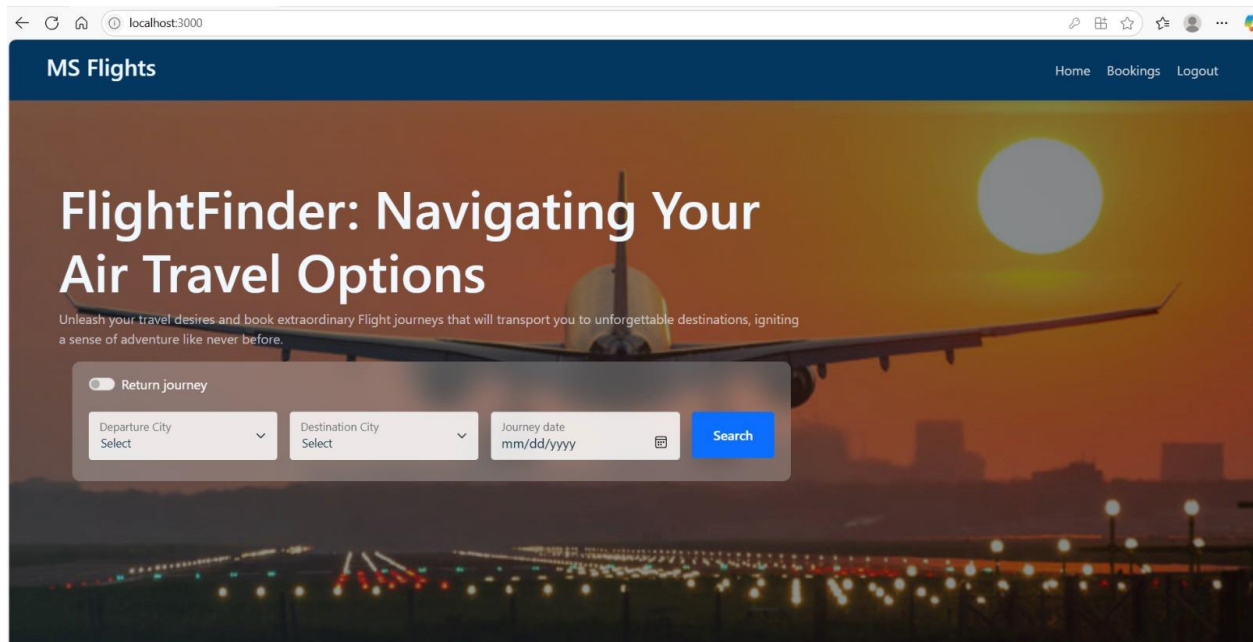 localhost:3000
MS Flights
Home Bookings Logout
FlightFinder: Navigating Your
Air Travel Options
Unleash your travel desires and book extraordinary Flight journeys that will transport you to unforgettable destinations, igniting
a sense of adventure like never before.
Return journey
Departure City
Select
Destination City
Select
Journey date
mm/dd/yyyy
Search